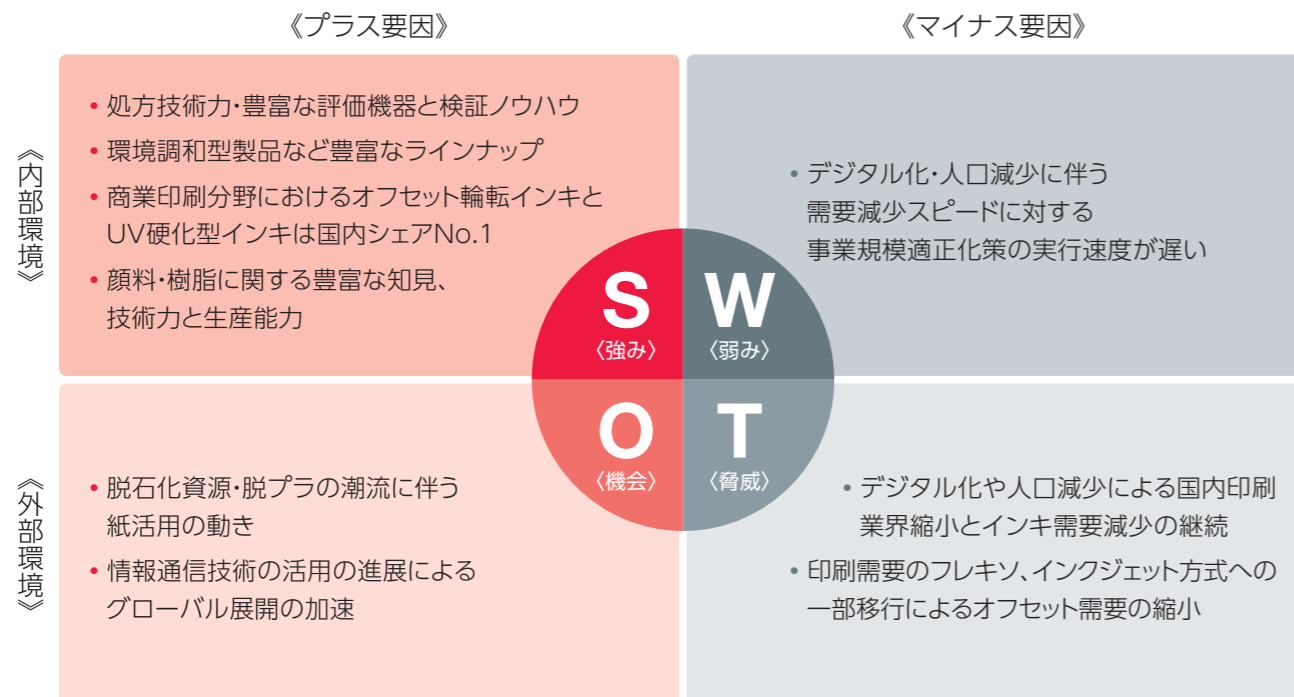 《プラス要因》
《マイナス要因》
《内部環境》
• 処方技術力・豊富な評価機器と検証ノウハウ
• 環境調和型製品など豊富なラインナップ
• 商業印刷分野におけるオフセット輪転インキと
UV硬化型インキは国内シェアNo.1
• 顔料・樹脂に関する豊富な知見、
技術力と生産能力
• デジタル化・人口減少に伴う
需要減少スピードに対する
事業規模適正化策の実行速度が遅い
S
〈強み〉
W
〈弱み〉
O
〈機会〉
T
〈脅威〉
《外部環境》
• 脱石化資源・脱プラの潮流に伴う
紙活用の動き
• 情報通信技術の活用の進展による
グローバル展開の加速
• デジタル化や人口減少による国内印刷
業界縮小とインキ需要減少の継続
• 印刷需要のフレキソ、インクジェット方式への
一部移行によるオフセット需要の縮小